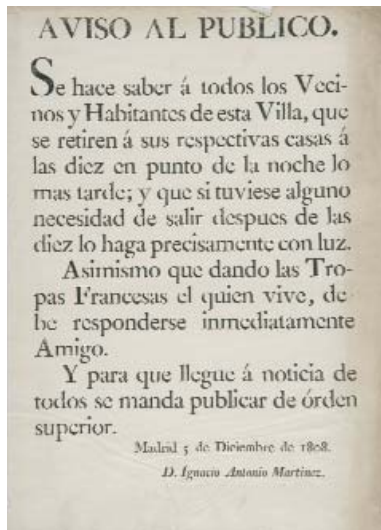 AVISO AL PUBLICO.
Se hace saber á todos los Veci-
nos y Habitantes de esta Villa, que
se retiren á sus respectivas casas á
las diez en punto de la noche lo
mas tarde; y que si tuviese alguno
necesidad de salir despues de las
diez lo haga precisamente con luz.
Asimismo que dando las Tro-
pas Francesas el quien vive, de-
be responderse inmediatamente
Amigo.
Y para que llegue á noticia de
todos se manda publicar de órden
superior.
Madrid 5 de Diciembre de 1808.
D. Ignacio Antonio Martinez.